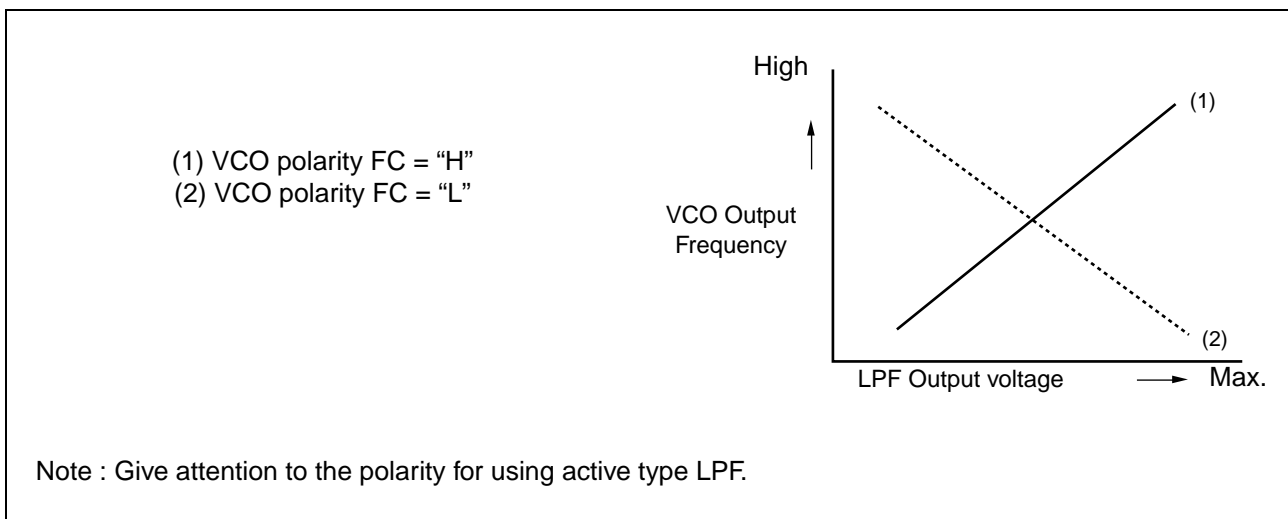 (1) VCO polarity FC = “H”
(2) VCO polarity FC = “L”
High
(1)
VCO Output
Frequency
(2)
LPF Output voltage
Max.
Note : Give attention to the polarity for using active type LPF.